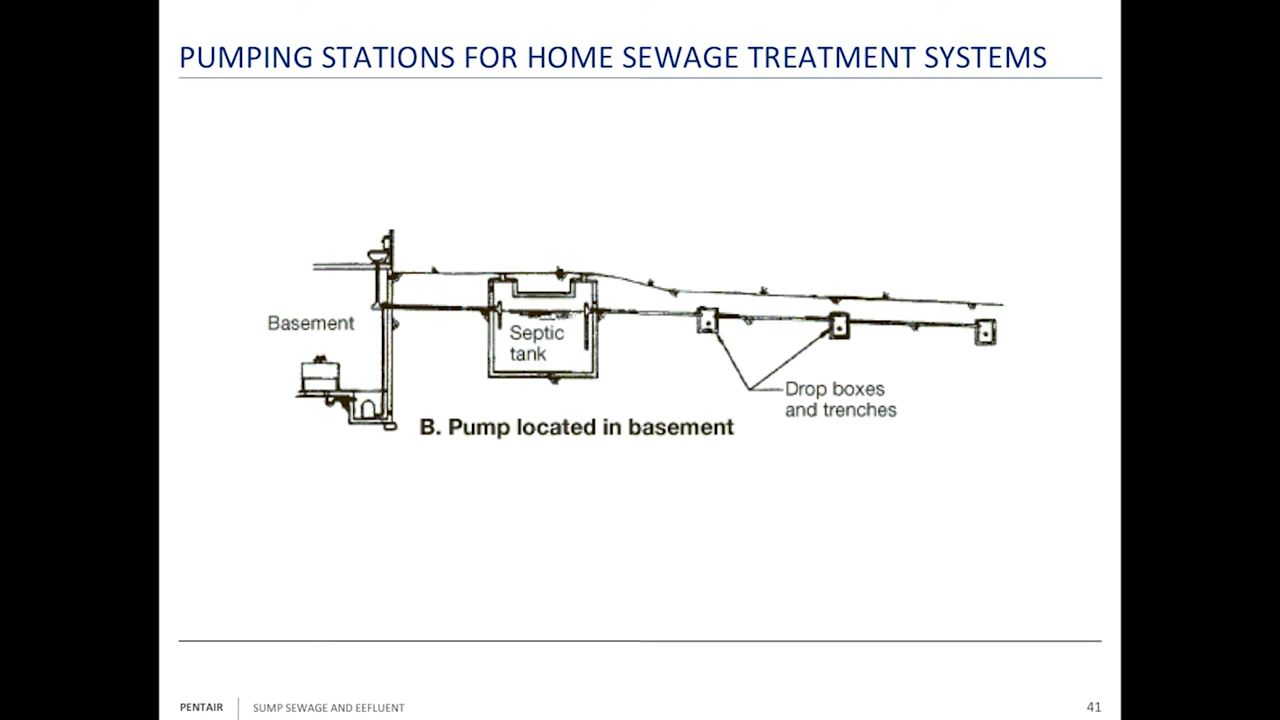 PUMPING STATIONS FOR HOME SEWAGE TREATMENT SYSTEMS
Basement
Septic
tank
Drop boxes
and trenches
B. Pump located in basement
PENTAIR
SUMP SEWAGE AND EEFLUENT
41